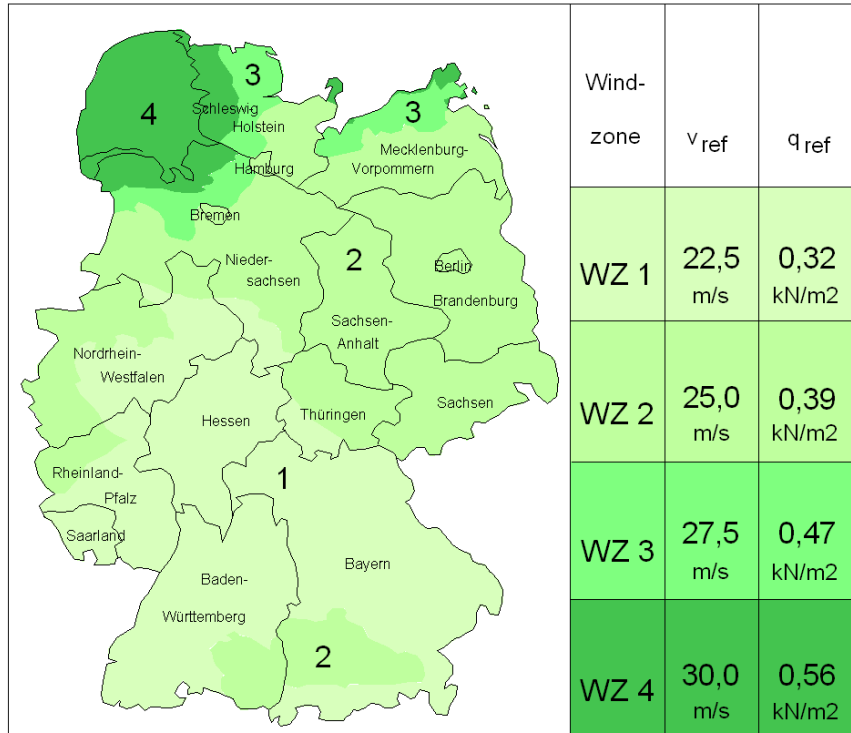 3
4
Schleswig
Holstein
3
Hamburg
Mecklenburg-
Vorpommern
Bremen
Nieder-
sachsen
2
Berlin
Brandenburg
Sachsen-
Anhalt
Nordrhein-
Westfalen
Hessen
Thüringen
Sachsen
Rheinland-
Pfalz
1
Saarland
Baden-
Württemberg
Bayern
2
Wind-
zone
v ref
q ref
WZ 1
22,5
m/s
0,32
kN/m2
WZ 2
25,0
m/s
0,39
kN/m2
WZ 3
27,5
m/s
0,47
kN/m2
WZ 4
30,0
m/s
0,56
kN/m2